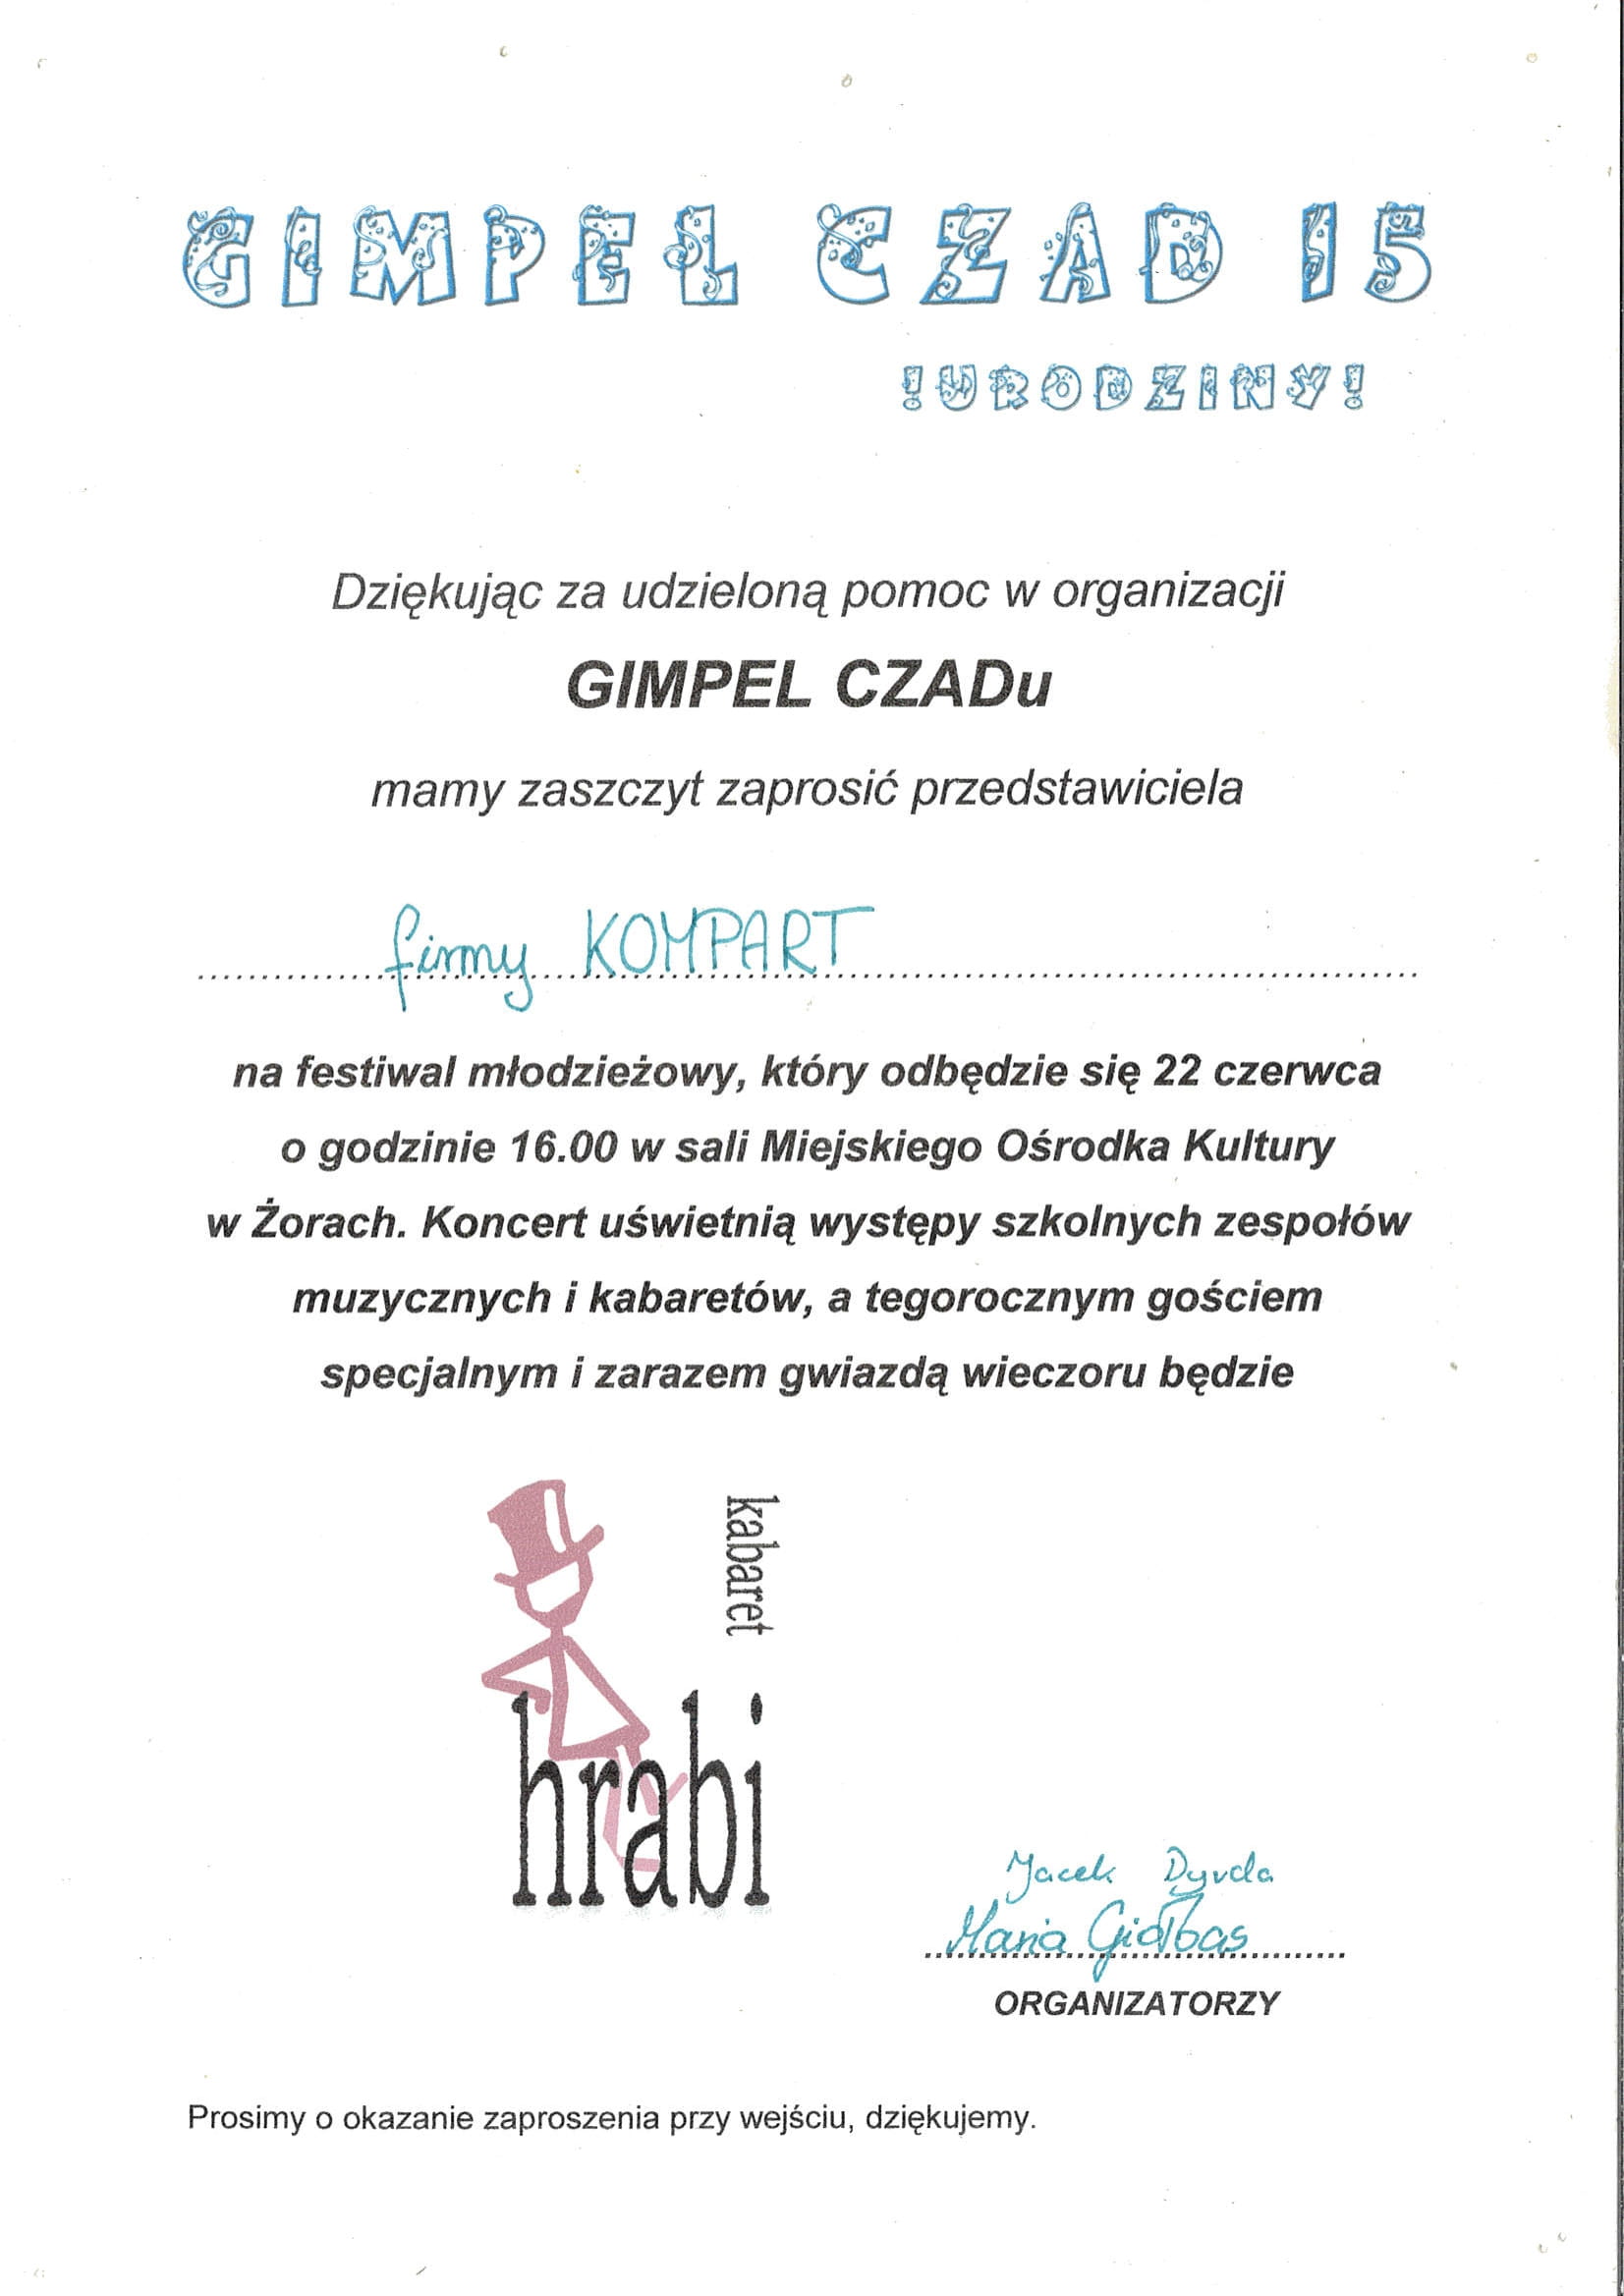 GIMPEL CZAD 15
!URODZINY!
Dziękując za udzieloną pomoc w organizacji
GIMPEL CZADu
mamy zaszczyt zaprosić przedstawiciela
firmy KOMPART
na festiwal młodzieżowy, który odbędzie się 22 czerwca
o godzinie 16.00 w sali Miejskiego Ośrodka Kultury
w Żorach. Koncert uświetnią występy szkolnych zespołów
muzycznych i kabaretów, a tegorocznym gościem
specjalnym i zarazem gwiazdą wieczoru będzie
kabaret
hrabi
Jacek Dyrda
Maria Giołbas
ORGANIZATORZY
Prosimy o okazanie zaproszenia przy wejściu, dziękujemy.